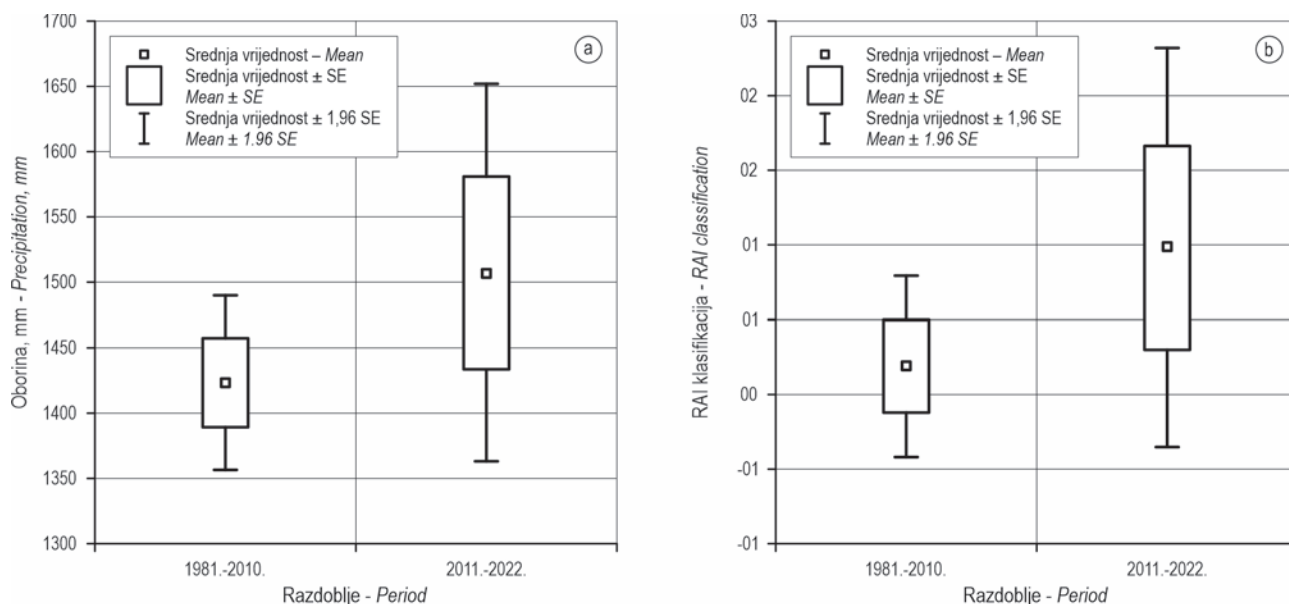 1700
1650
1600
1550
1500
1450
1400
1350
1300
Oborina, mm - Precipitation, mm
Srednja vrijednost – Mean
Srednja vrijednost ± SE
Mean ± SE
Srednja vrijednost ± 1,96 SE
Mean ± 1.96 SE
a
1981.-2010.
2011.-2022.
Razdoblje - Period
03
02
02
01
01
00
-01
-01
RAI klasifikacija - RAI classification
Srednja vrijednost – Mean
Srednja vrijednost ± SE
Mean ± SE
Srednja vrijednost ± 1,96 SE
Mean ± 1.96 SE
b
1981.-2010.
2011.-2022.
Razdoblje - Period